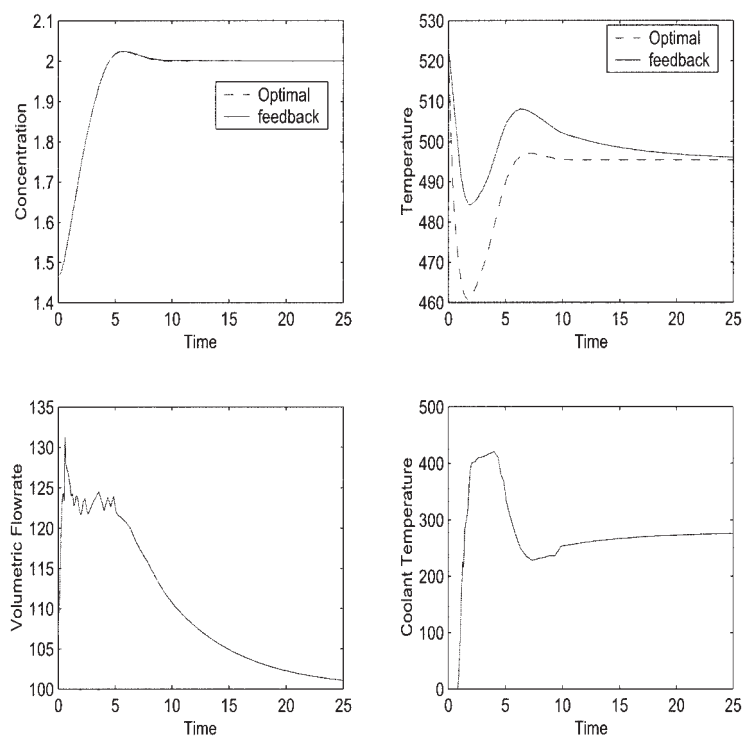 2.1
2
1.9
1.8
1.7
1.6
1.5
1.4
Concentration
Optimal
feedback
0 5 10 15 20 25
Time
530
520
510
500
490
480
470
460
Temperature
Optimal
feedback
0 5 10 15 20 25
Time
135
130
125
120
115
110
105
100
Volumetric Flowrate
0 5 10 15 20 25
Time
500
400
300
200
100
0
Coolant Temperature
0 5 10 15 20 25
Time